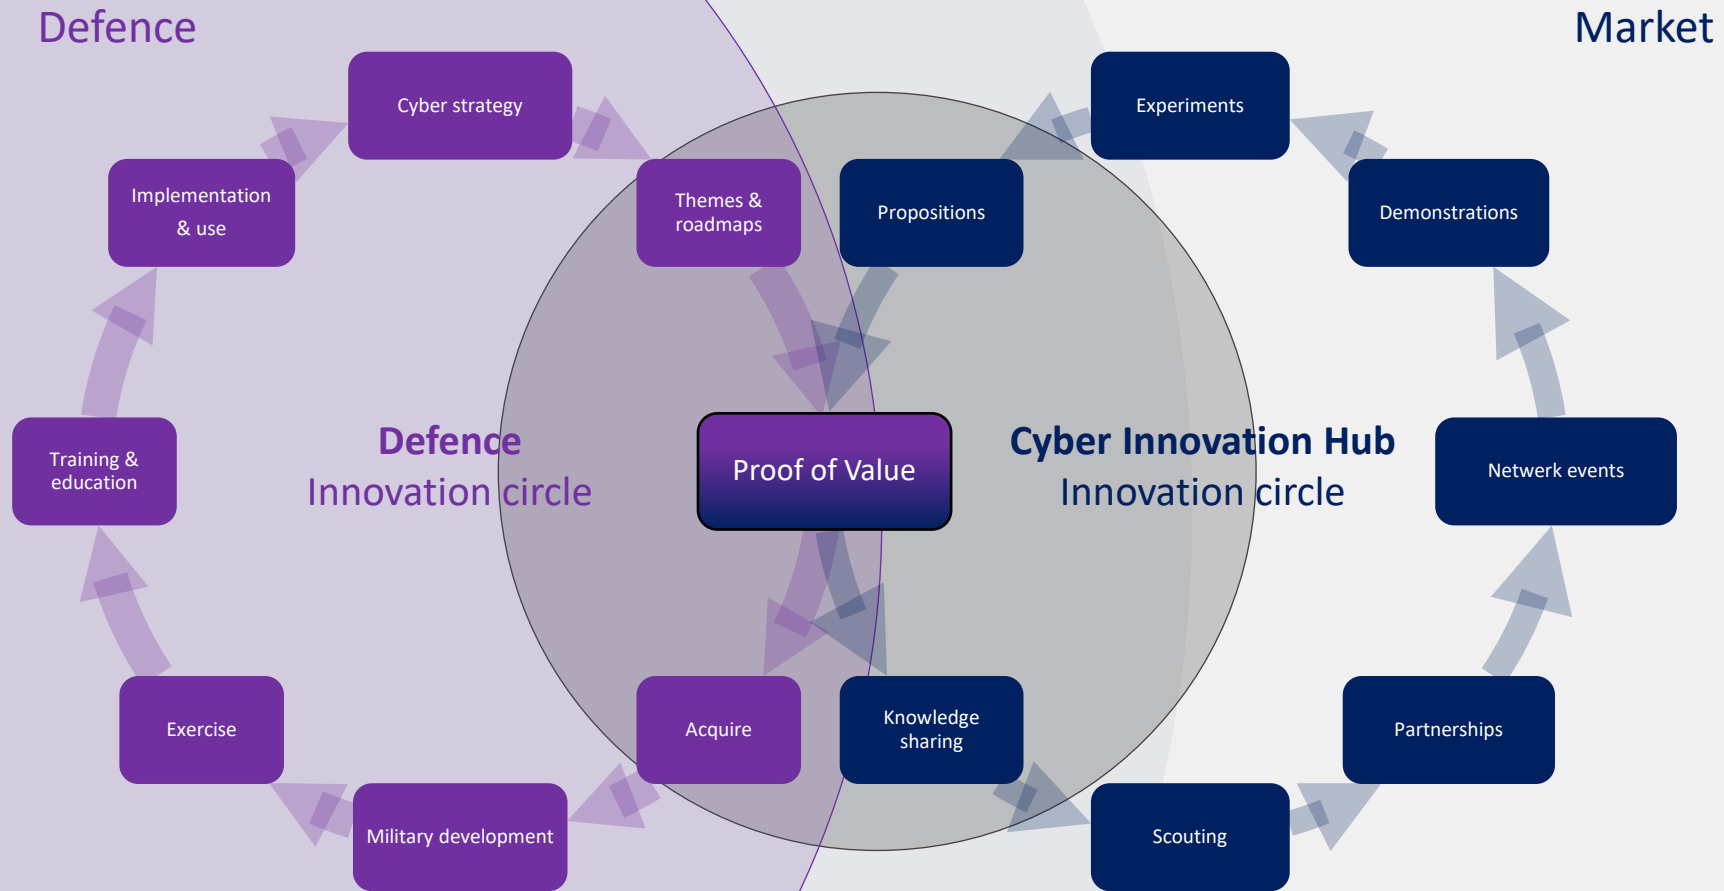 Defence
Market
Cyber strategy
Experiments
Implementation
& use
Themes &
roadmaps
Propositions
Demonstrations
Training &
education
Defence
Innovation circle
Proof of Value
Cyber Innovation Hub
Innovation circle
Netwerk events
Exercise
Acquire
Knowledge
sharing
Partnerships
Military development
Scouting